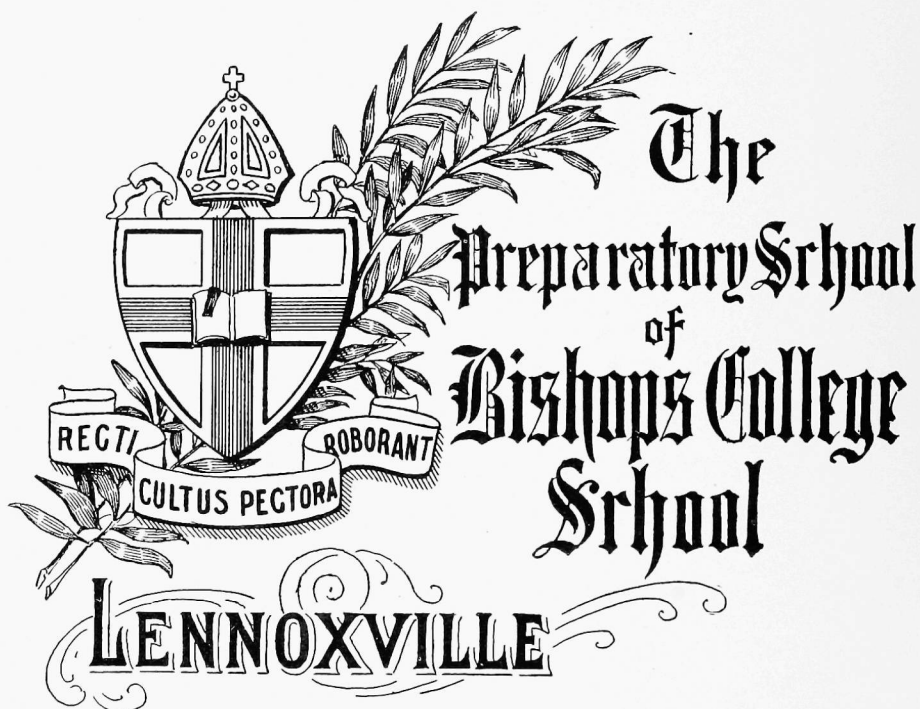 The
Preparatory School
of
Bishops College
School
RECTI CULTUS PECTORA ROBORANT
LENNOXVILLE